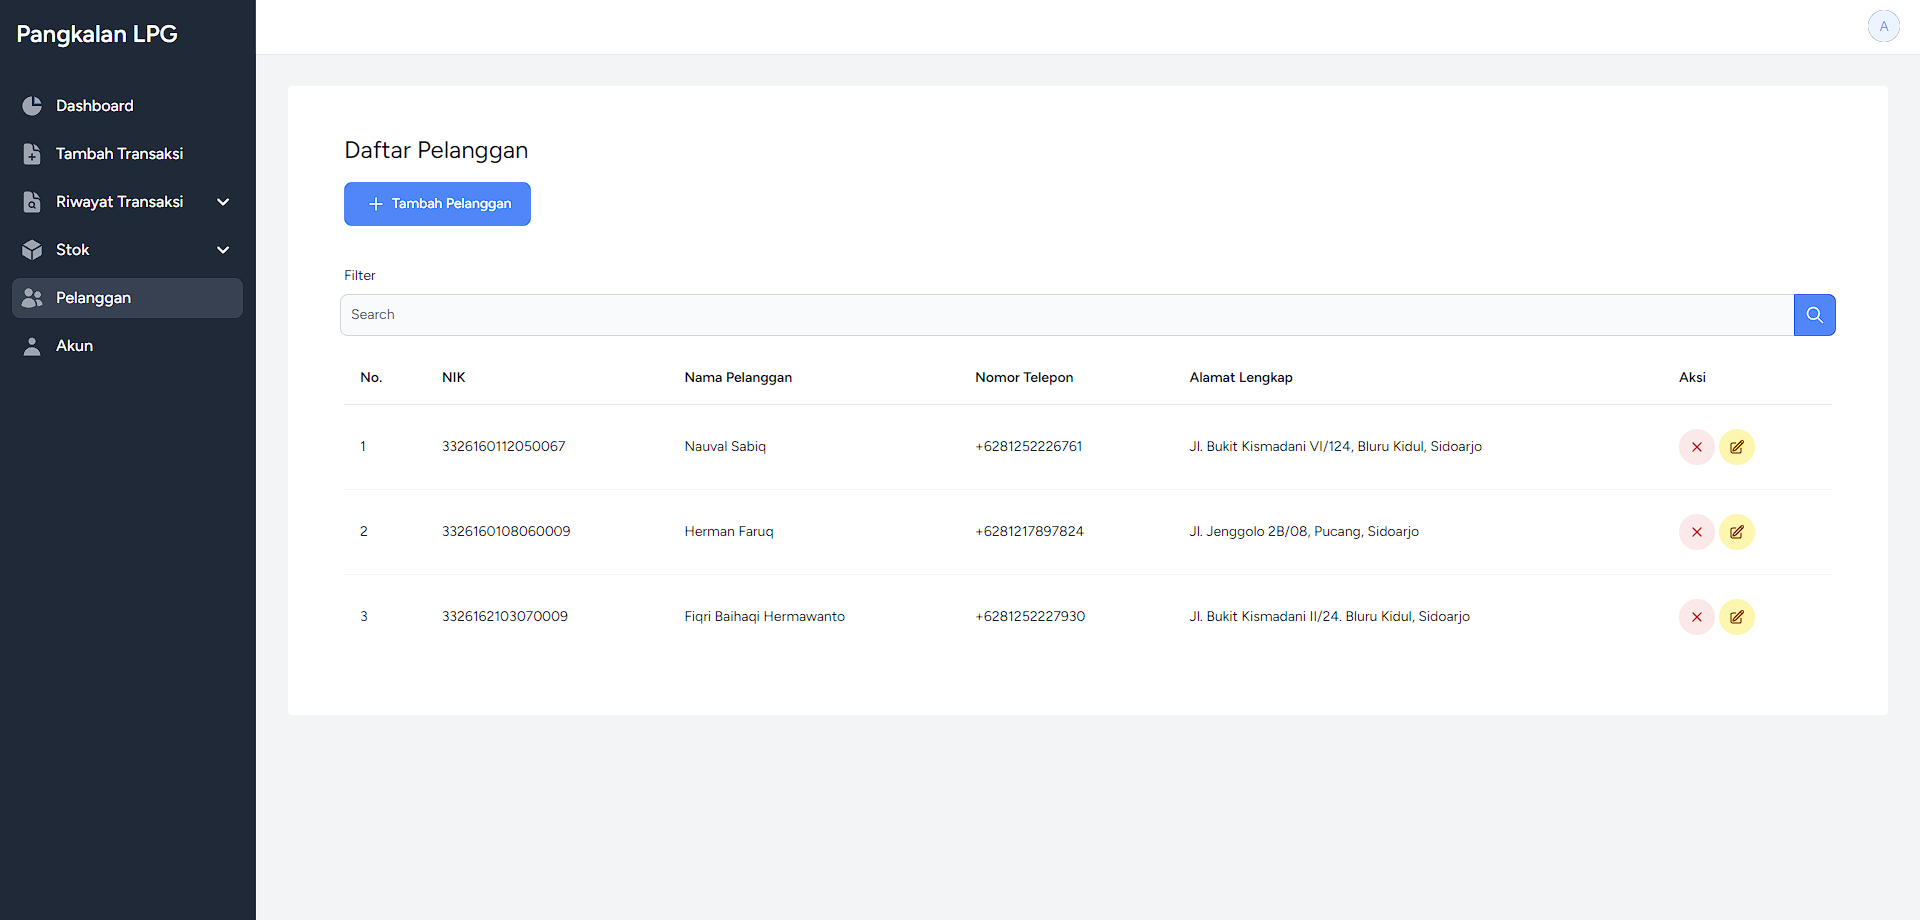 Pangkalan LPG
A
Dashboard
Tambah Transaksi
Riwayat Transaksi
Stok
Pelanggan
Akun
Daftar Pelanggan
Tambah Pelanggan
Filter
Search
No. NIK Nama Pelanggan Nomor Telepon Alamat Lengkap Aksi
1 3326160112050067 Nauval Sabiq +6281252226761 Jl. Bukit Kismadani VI/124, Bluru Kidul, Sidoarjo
2 3326160108060009 Herman Faruq +6281217897824 Jl. Jenggolo 2B/08, Pucang, Sidoarjo
3 3326162103070009 Fiqri Baihaqi Hermawanto +6281252227930 Jl. Bukit Kismadani II/24. Bluru Kidul, Sidoarjo